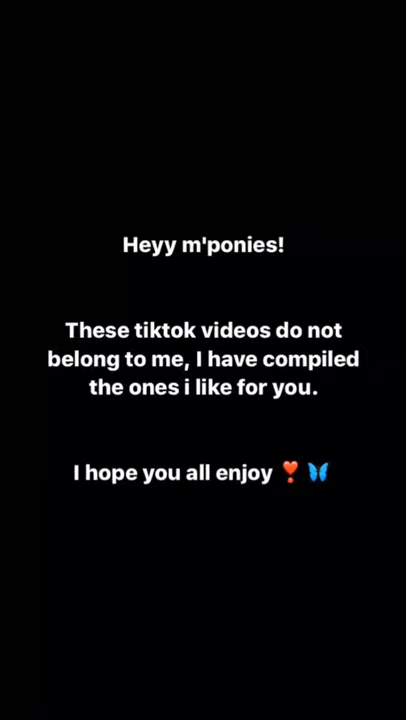 Heyy m'ponies!
These tiktok videos do not
belong to me, I have compiled
the ones i like for you.
I hope you all enjoy ❣️🦋